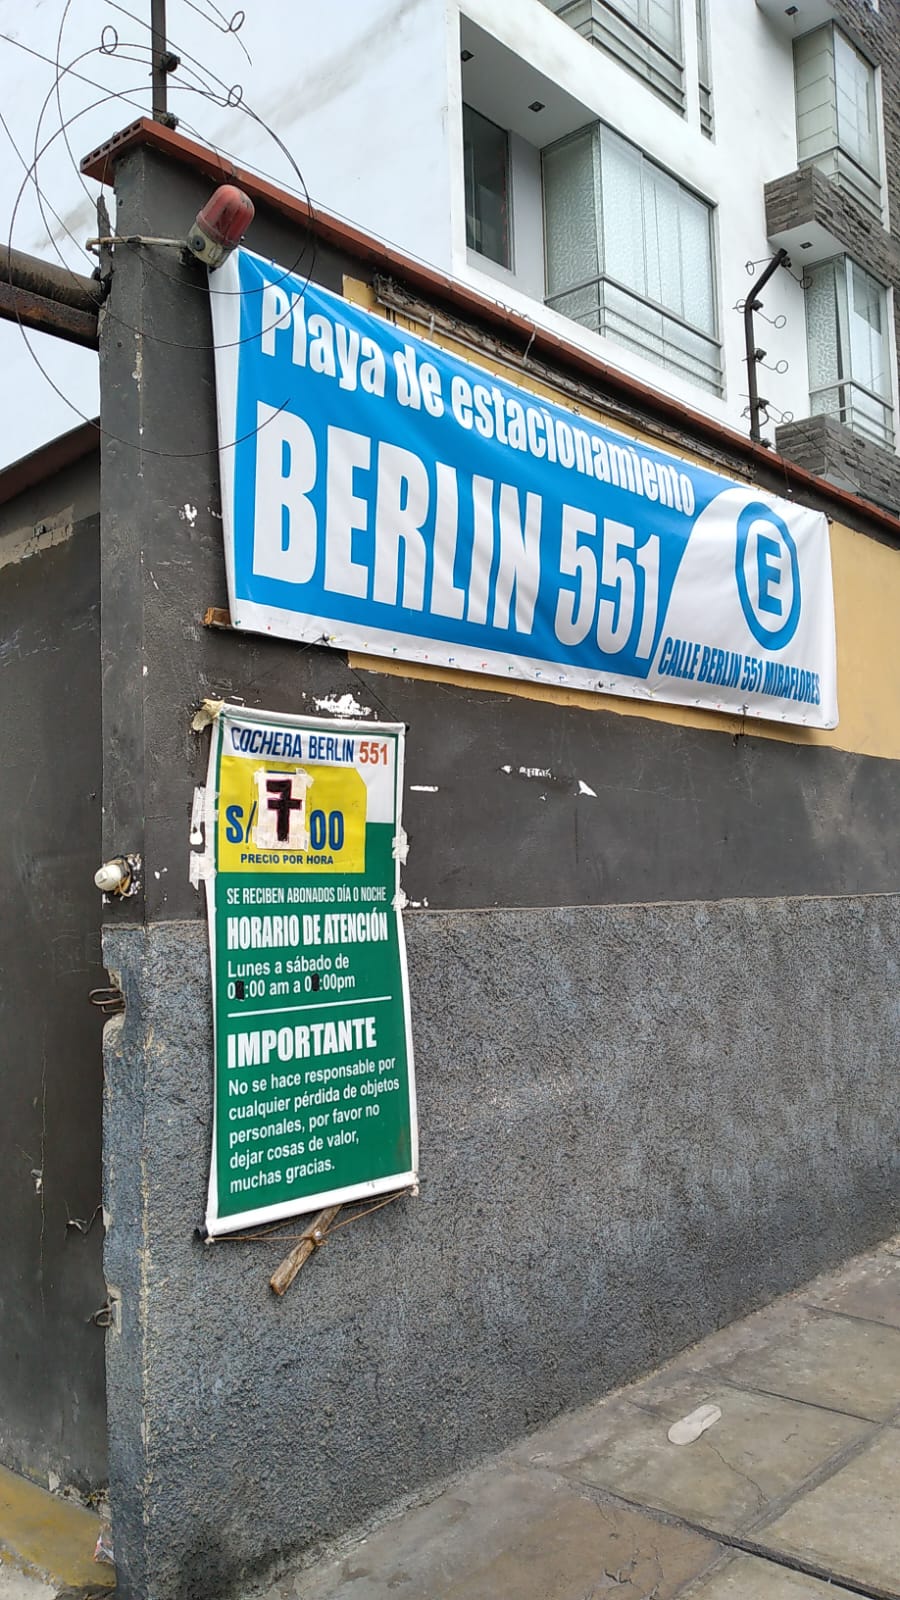 Playa de estacionamiento
BERLIN 551
E
CALLE BERLIN 551 MIRAFLORES
COCHERA BERLIN 551
S/ 7 00
PRECIO POR HORA
SE RECIBEN ABONADOS DÍA O NOCHE
HORARIO DE ATENCIÓN
Lunes a sábado de
am a
IMPORTANTE
No se hace responsable por
cualquier pérdida de objetos
personales, por favor no
dejar cosas de valor,
muchas gracias.